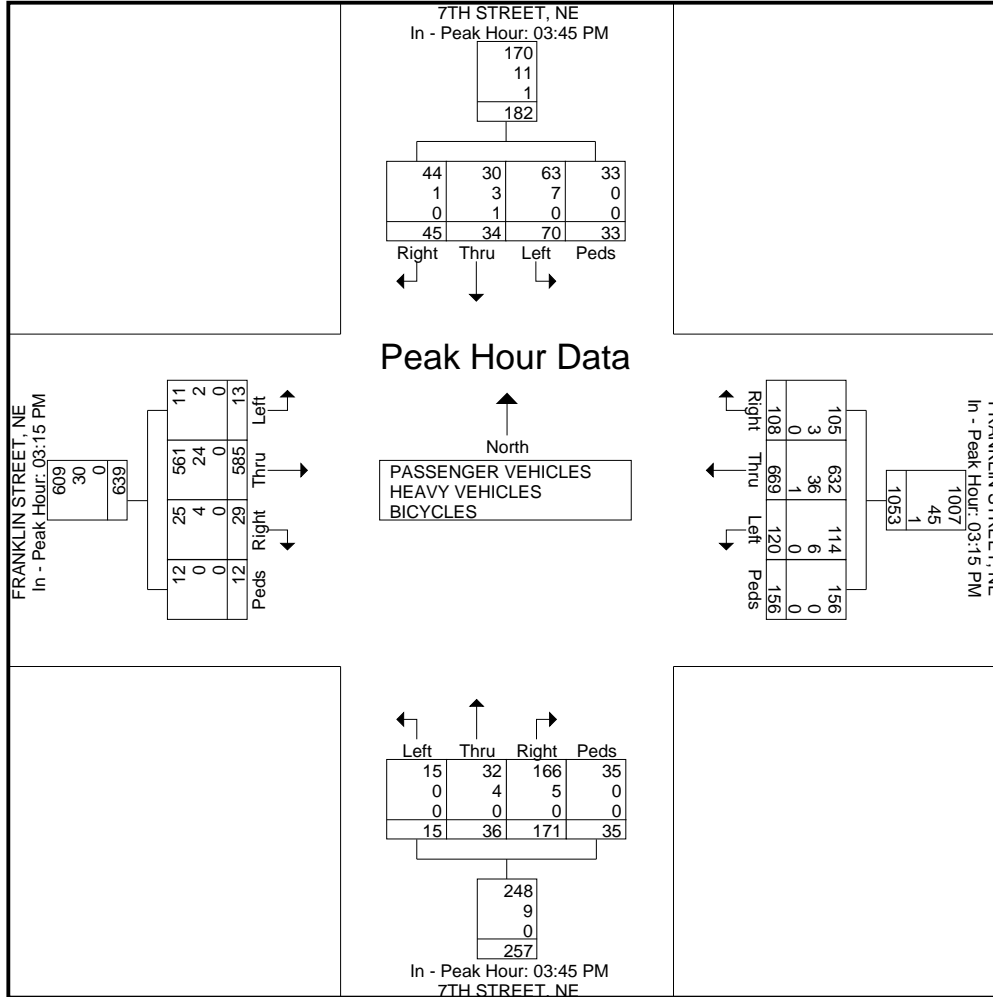 7TH STREET, NE
In - Peak Hour: 03:45 PM
170
11
1
182
44 30 63 33
1 3 7 0
0 1 0 0
45 34 70 33
Right Thru Left Peds
Peak Hour Data
North
PASSENGER VEHICLES
HEAVY VEHICLES
BICYCLES
FRANKLIN STREET, NE
In - Peak Hour: 03:15 PM
609
30
0
639
11 2 0 13 Left
561 24 0 585 Thru
25 4 0 29 Right
12 0 0 12 Peds
FRANKLIN STREET, NE
In - Peak Hour: 03:15 PM
1007
45
1
1053
Right 108 0 3 105
Thru 669 1 36 632
Left 120 0 6 114
Peds 156 0 0 156
Left Thru Right Peds
15 32 166 35
0 4 5 0
0 0 0 0
15 36 171 35
248
9
0
257
In - Peak Hour: 03:45 PM
7TH STREET, NE